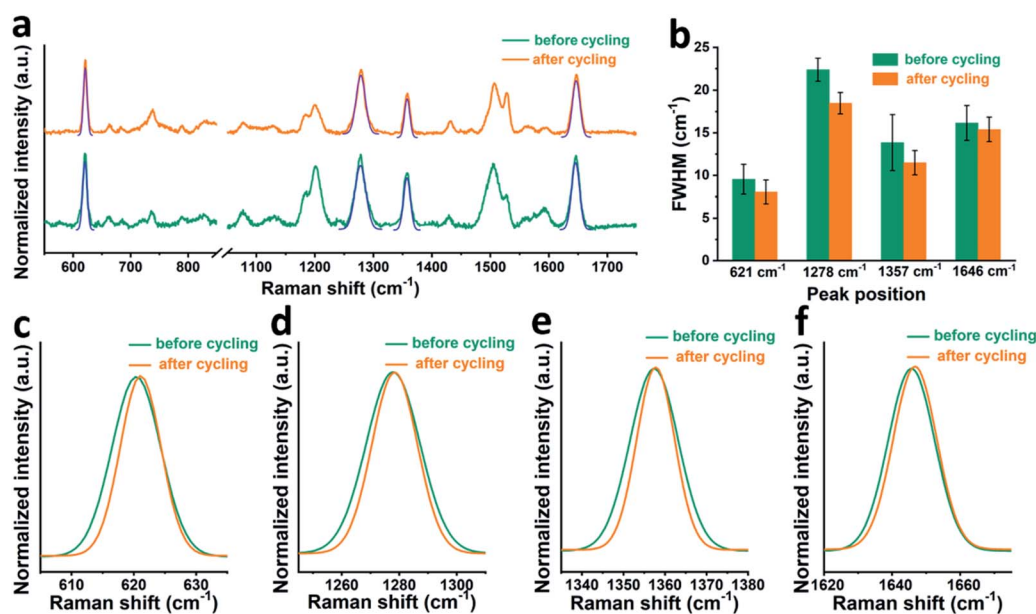 a
before cycling
after cycling
Normalized intensity (a.u.)
600 700 800 1100 1200 1300 1400 1500 1600 1700
Raman shift (cm-1)
b
before cycling
after cycling
FWHM (cm-1)
25
20
15
10
5
0
621 cm-1 1278 cm-1 1357 cm-1 1646 cm-1
Peak position
c
before cycling
after cycling
Normalized intensity (a.u.)
610 620 630
Raman shift (cm-1)
d
before cycling
after cycling
Normalized intensity (a.u.)
1260 1280 1300
Raman shift (cm-1)
e
before cycling
after cycling
Normalized intensity (a.u.)
1340 1350 1360 1370 1380
Raman shift (cm-1)
f
before cycling
after cycling
Normalized intensity (a.u.)
1620 1640 1660
Raman shift (cm-1)